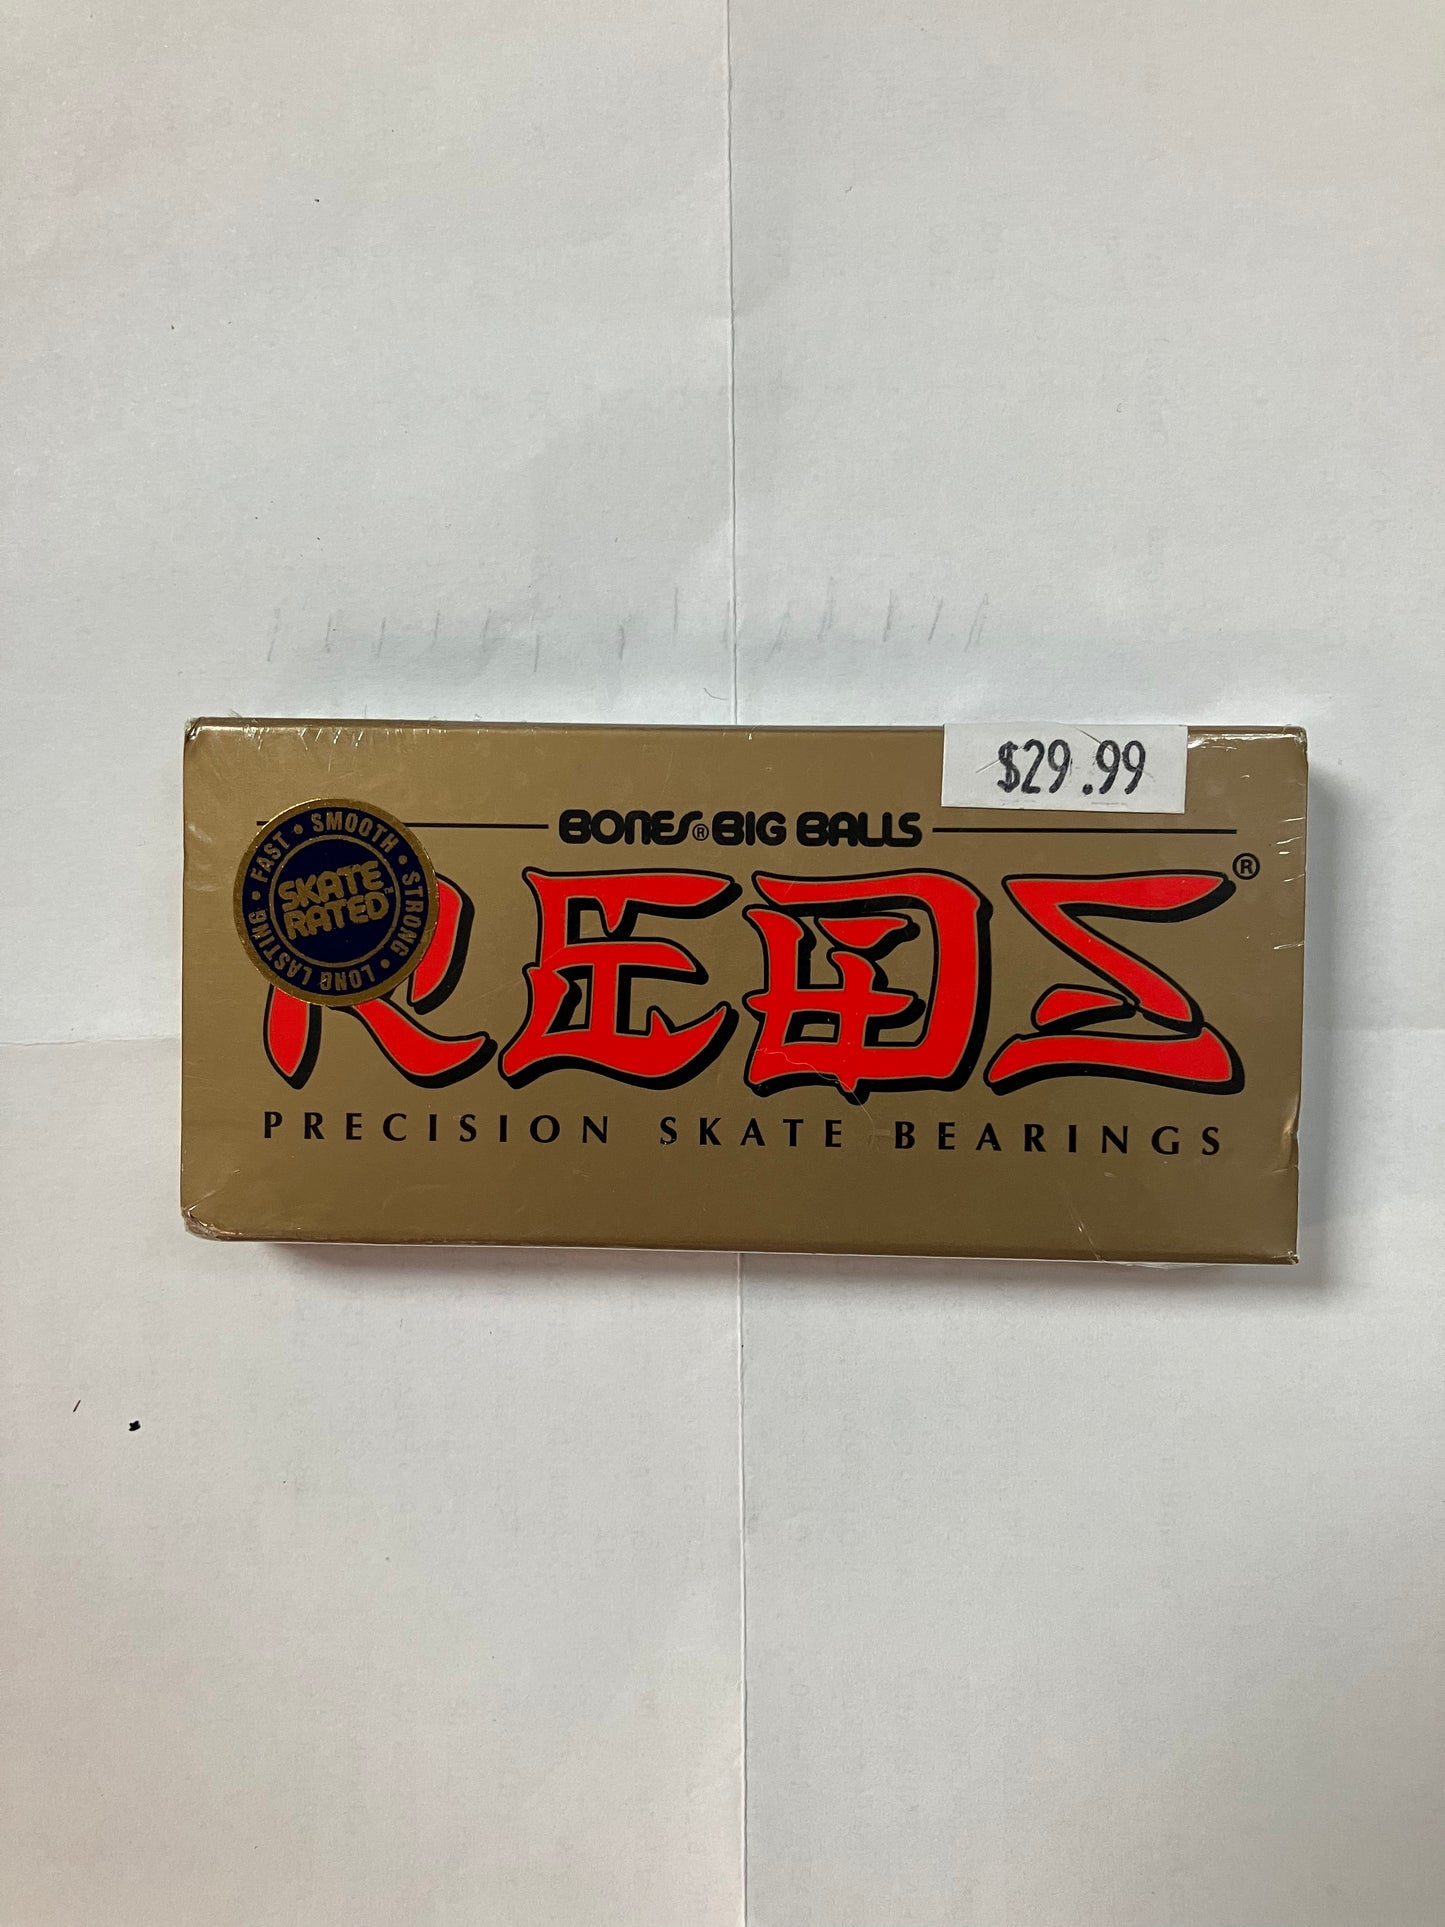 $29.99
BONES® BIG BALLS
REDS®
PRECISION SKATE BEARINGS
FAST • SMOOTH • STRONG • LONG LASTING •
SKATE
RATED